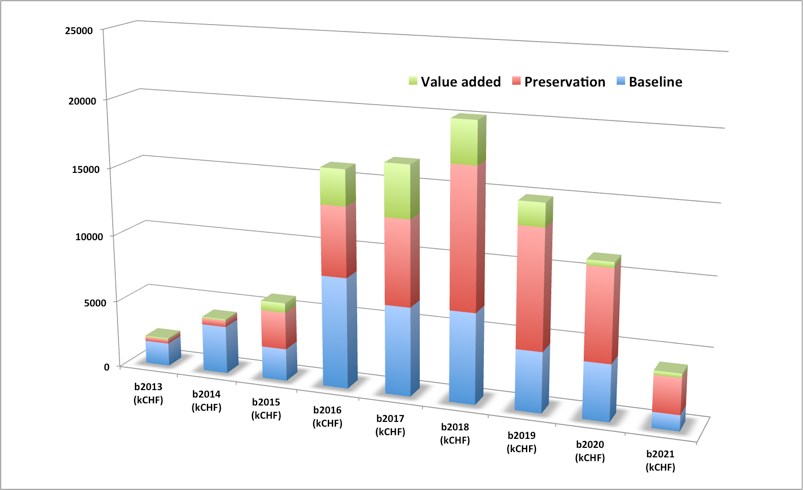 25000
Value added Preservation Baseline
20000
15000
10000
5000
0
b2013
(kCHF)
b2014
(kCHF)
b2015
(kCHF)
b2016
(kCHF)
b2017
(kCHF)
b2018
(kCHF)
b2019
(kCHF)
b2020
(kCHF)
b2021
(kCHF)